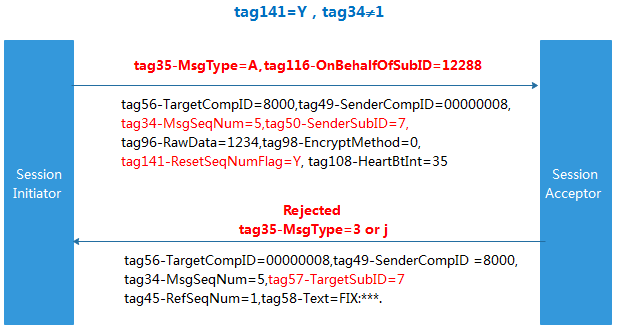 tag141=Y , tag34≠1
tag35-MsgType=A,tag116-OnBehalfOfSubID=12288
tag56-TargetCompID=8000,tag49-SenderCompID=00000008,
tag34-MsgSeqNum=5,tag50-SenderSubID=7,
tag96-RawData=1234,tag98-EncryptMethod=0,
tag141-ResetSeqNumFlag=Y, tag108-HeartBtInt=35
Session
Initiator
Session
Acceptor
Rejected
tag35-MsgType=3 or j
tag56-TargetCompID=00000008,tag49-SenderCompID =8000,
tag34-MsgSeqNum=5,tag57-TargetSubID=7
tag45-RefSeqNum=1,tag58-Text=FIX:***.